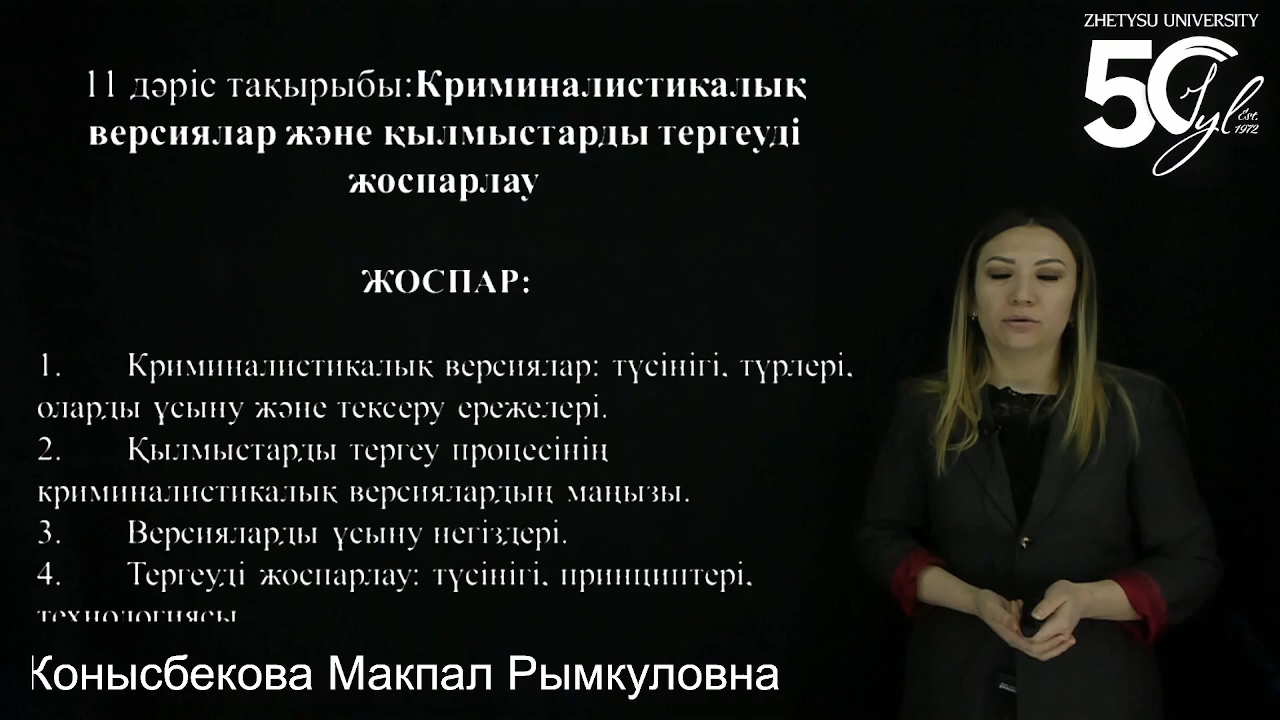 ZHETYSU UNIVERSITY
50 Jyl
Est.
1972
11 дәріс тақырыбы:Криминалистикалық
версиялар және қылмыстарды тергеуді
жоспарлау
ЖОСПАР:
1. Криминалистикалық версиялар: түсінігі, түрлері,
оларды ұсыну және тексеру ережелері.
2. Қылмыстарды тергеу процесінің
криминалистикалық версиялардың маңызы.
3. Версияларды ұсыну негіздері.
4. Тергеуді жоспарлау: түсінігі, принциптері,
технологиясы
Конысбекова Макпал Рымкуловна